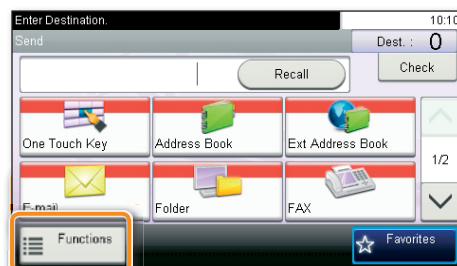 Enter Destination. 10:10
Send Dest. : 0
Recall Check
One Touch Key Address Book Ext Address Book
1/2
E-mail Folder FAX
Functions Favorites